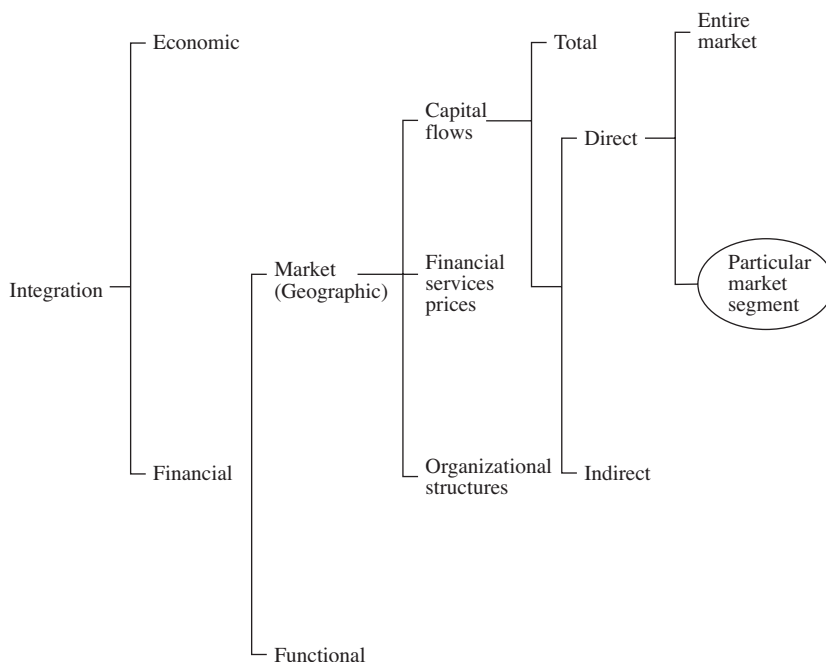 Integration
Economic
Financial
Market
(Geographic)
Functional
Capital
flows
Financial
services
prices
Organizational
structures
Total
Direct
Indirect
Entire
market
Particular
market
segment